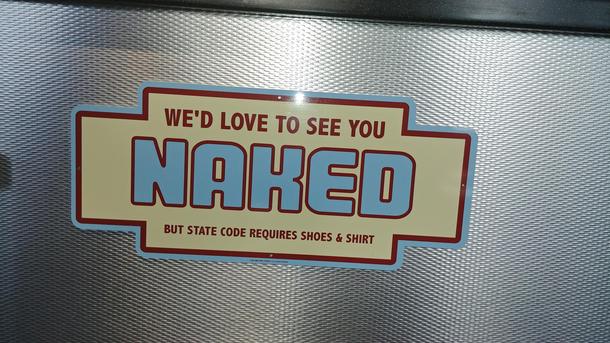 WE'D LOVE TO SEE YOU
NAKED
BUT STATE CODE REQUIRES SHOES & SHIRT